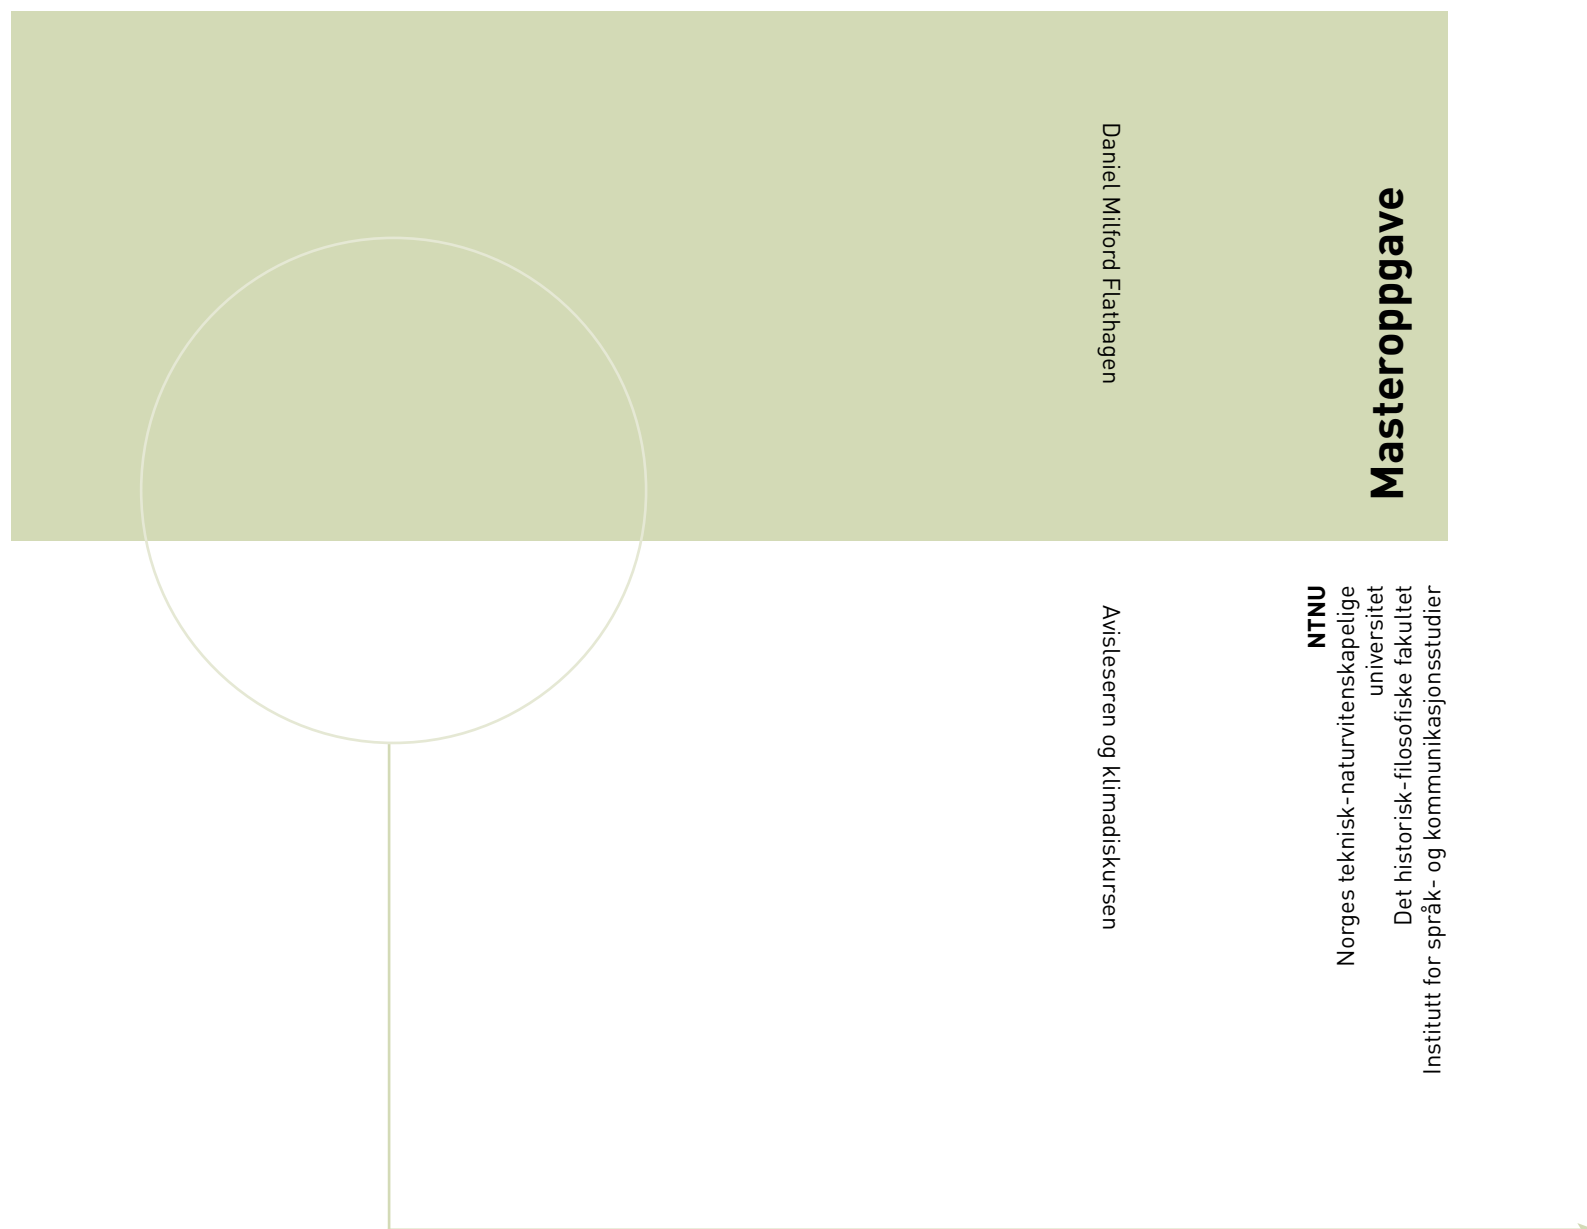 Daniel Milford Flathagen
Avisleseren og klimadiskursen
NTNU
Norges teknisk-naturvitenskapelige
universitet
Det historisk-filosofiske fakultet
Institutt for språk- og kommunikasjonsstudier
Masteroppgave